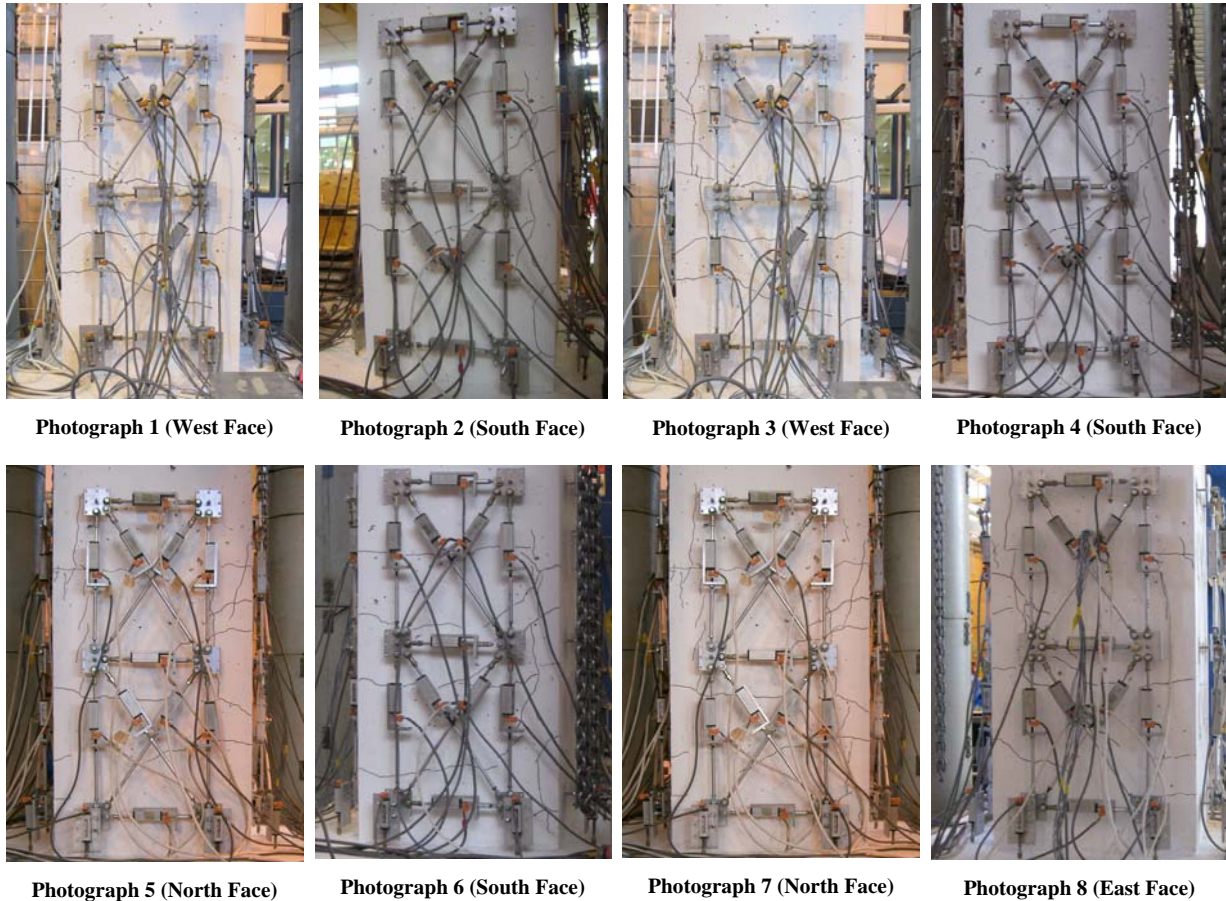 Photograph 1 (West Face)
Photograph 2 (South Face)
Photograph 3 (West Face)
Photograph 4 (South Face)
Photograph 5 (North Face)
Photograph 6 (South Face)
Photograph 7 (North Face)
Photograph 8 (East Face)